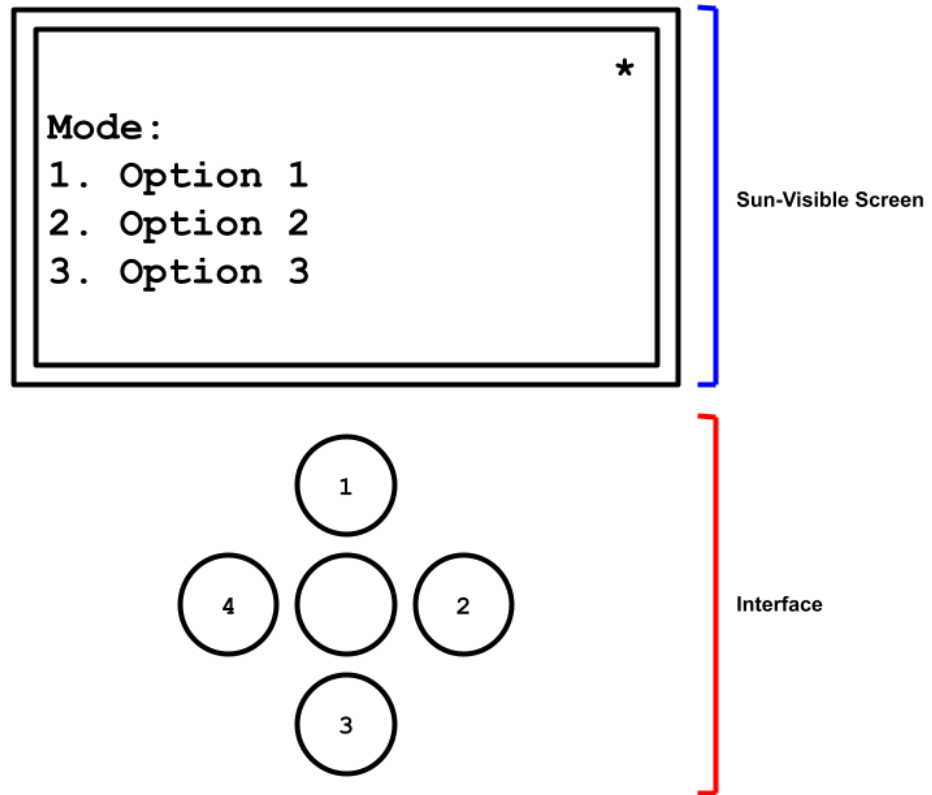 *
Mode:
1. Option 1
2. Option 2
3. Option 3
Sun-Visible Screen
1
4
2
Interface
3